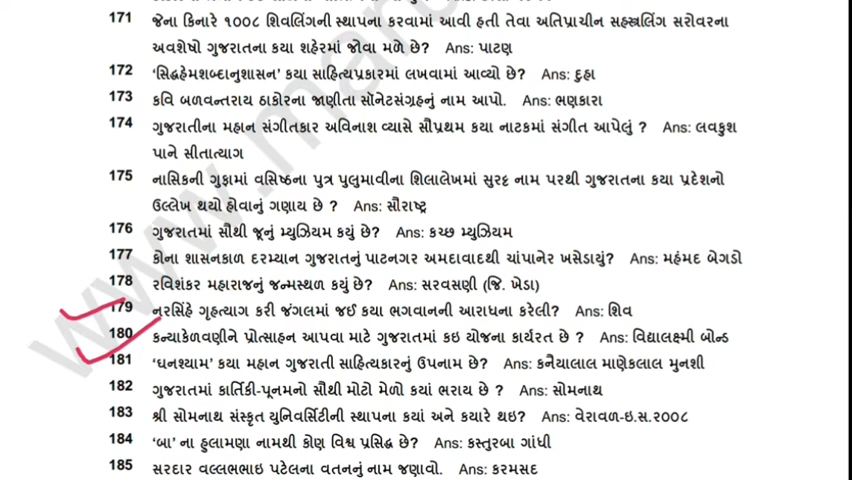 171 જેના કિનારે ૧૦૦૮ શિવલિંગની સ્થાપના કરવામાં આવી હતી તેવા અતિપ્રાચીન સહસ્ત્રલિંગ સરોવરના
અવશેષો ગુજરાતના કયા શહેરમાં જોવા મળે છે? Ans: પાટણ
172 'સિદ્ધહેમશબ્દાનુશાસન' કયા સાહિત્યપ્રકારમાં લખવામાં આવ્યો છે? Ans: દુહા
173 કવિ બળવન્તરાય ઠાકોરના જાણીતા સૉનેટસંગ્રહનું નામ આપો. Ans: ભણકારા
174 ગુજરાતીના મહાન સંગીતકાર અવિનાશ વ્યાસે સૌપ્રથમ કયા નાટકમાં સંગીત આપેલું ? Ans: લવકુશ
પાને સીતાત્યાગ
175 નાસિકની ગુફામાં વસિષ્ઠના પુત્ર પુલુમાવીના શિલાલેખમાં સુરઠ્ઠ નામ પરથી ગુજરાતના કયા પ્રદેશનો
ઉલ્લેખ થયો હોવાનું ગણાય છે ? Ans: સૌરાષ્ટ્ર
176 ગુજરાતમાં સૌથી જૂનું મ્યુઝિયમ કયું છે? Ans: કચ્છ મ્યુઝિયમ
177 કોના શાસનકાળ દરમ્યાન ગુજરાતનું પાટનગર અમદાવાદથી ચાંપાનેર ખસેડાયું? Ans: મહંમદ બેગડો
178 રવિશંકર મહારાજનું જન્મસ્થળ કયું છે? Ans: સરવસણી (જિ. ખેડા)
179 નરસિંહે ગૃહત્યાગ કરી જંગલમાં જઈ કયા ભગવાનની આરાધના કરેલી? Ans: શિવ
180 કન્યાકેળવણીને પ્રોત્સાહન આપવા માટે ગુજરાતમાં કઇ યોજના કાર્યરત છે ? Ans: વિદ્યાલક્ષ્મી બોન્ડ
181 'ઘનશ્યામ' કયા મહાન ગુજરાતી સાહિત્યકારનું ઉપનામ છે? Ans: કનૈયાલાલ માણેકલાલ મુનશી
182 ગુજરાતમાં કાર્તિકી-પૂનમનો સૌથી મોટો મેળો કયાં ભરાય છે ? Ans: સોમનાથ
183 શ્રી સોમનાથ સંસ્કૃત યુનિવર્સિટીની સ્થાપના કયાં અને કયારે થઇ? Ans: વેરાવળ-ઇ.સ.૨૦૦૮
184 'બા' ના હુલામણા નામથી કોણ વિશ્વ પ્રસિદ્ધ છે? Ans: કસ્તુરબા ગાંધી
185 સરદાર વલ્લભભાઇ પટેલના વતનનું નામ જણાવો. Ans: કરમસદ